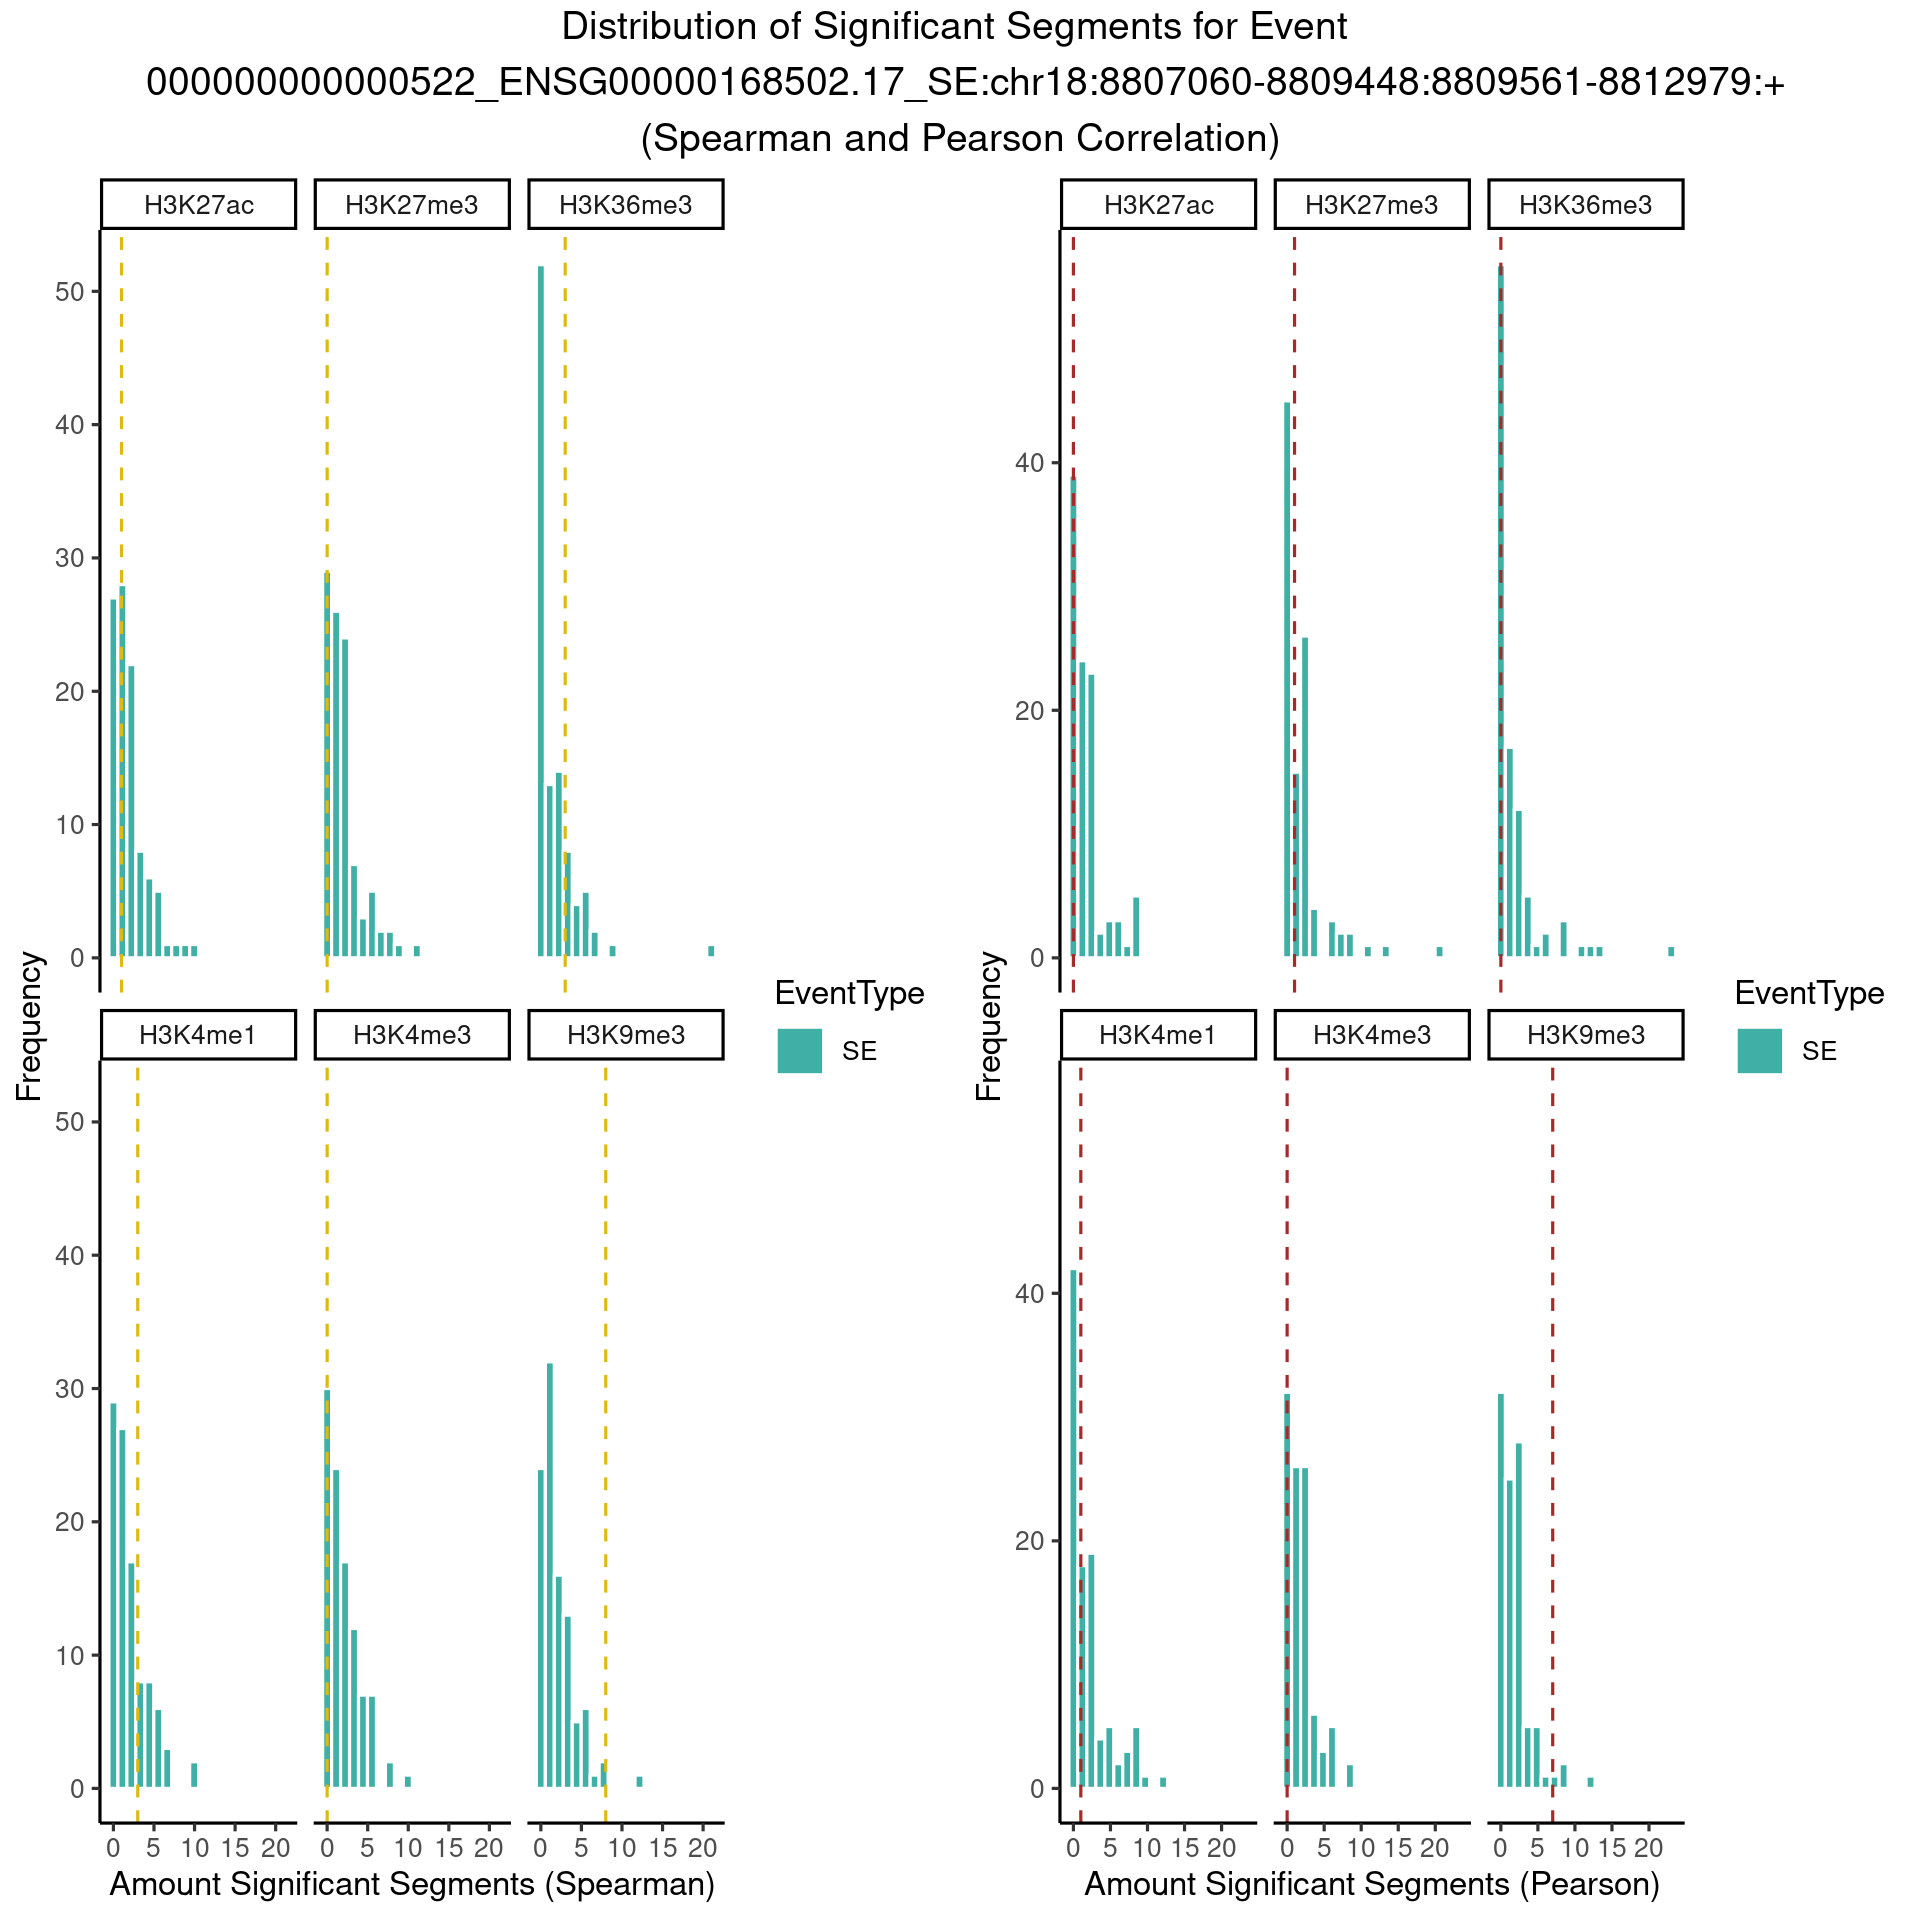 Distribution of Significant Segments for Event
000000000000522_ENSG00000168502.17_SE:chr18:8807060-8809448:8809561-8812979:+
(Spearman and Pearson Correlation)
H3K27ac H3K27me3 H3K36me3
50
40
30
20
10
0
H3K4me1 H3K4me3 H3K9me3
50
40
30
20
10
0
0 5 10 15 20 0 5 10 15 20 0 5 10 15 20
Frequency
Amount Significant Segments (Spearman)
EventType
SE
H3K27ac H3K27me3 H3K36me3
40
20
0
H3K4me1 H3K4me3 H3K9me3
40
20
0
0 5 10 15 20 0 5 10 15 20 0 5 10 15 20
Frequency
Amount Significant Segments (Pearson)
EventType
SE